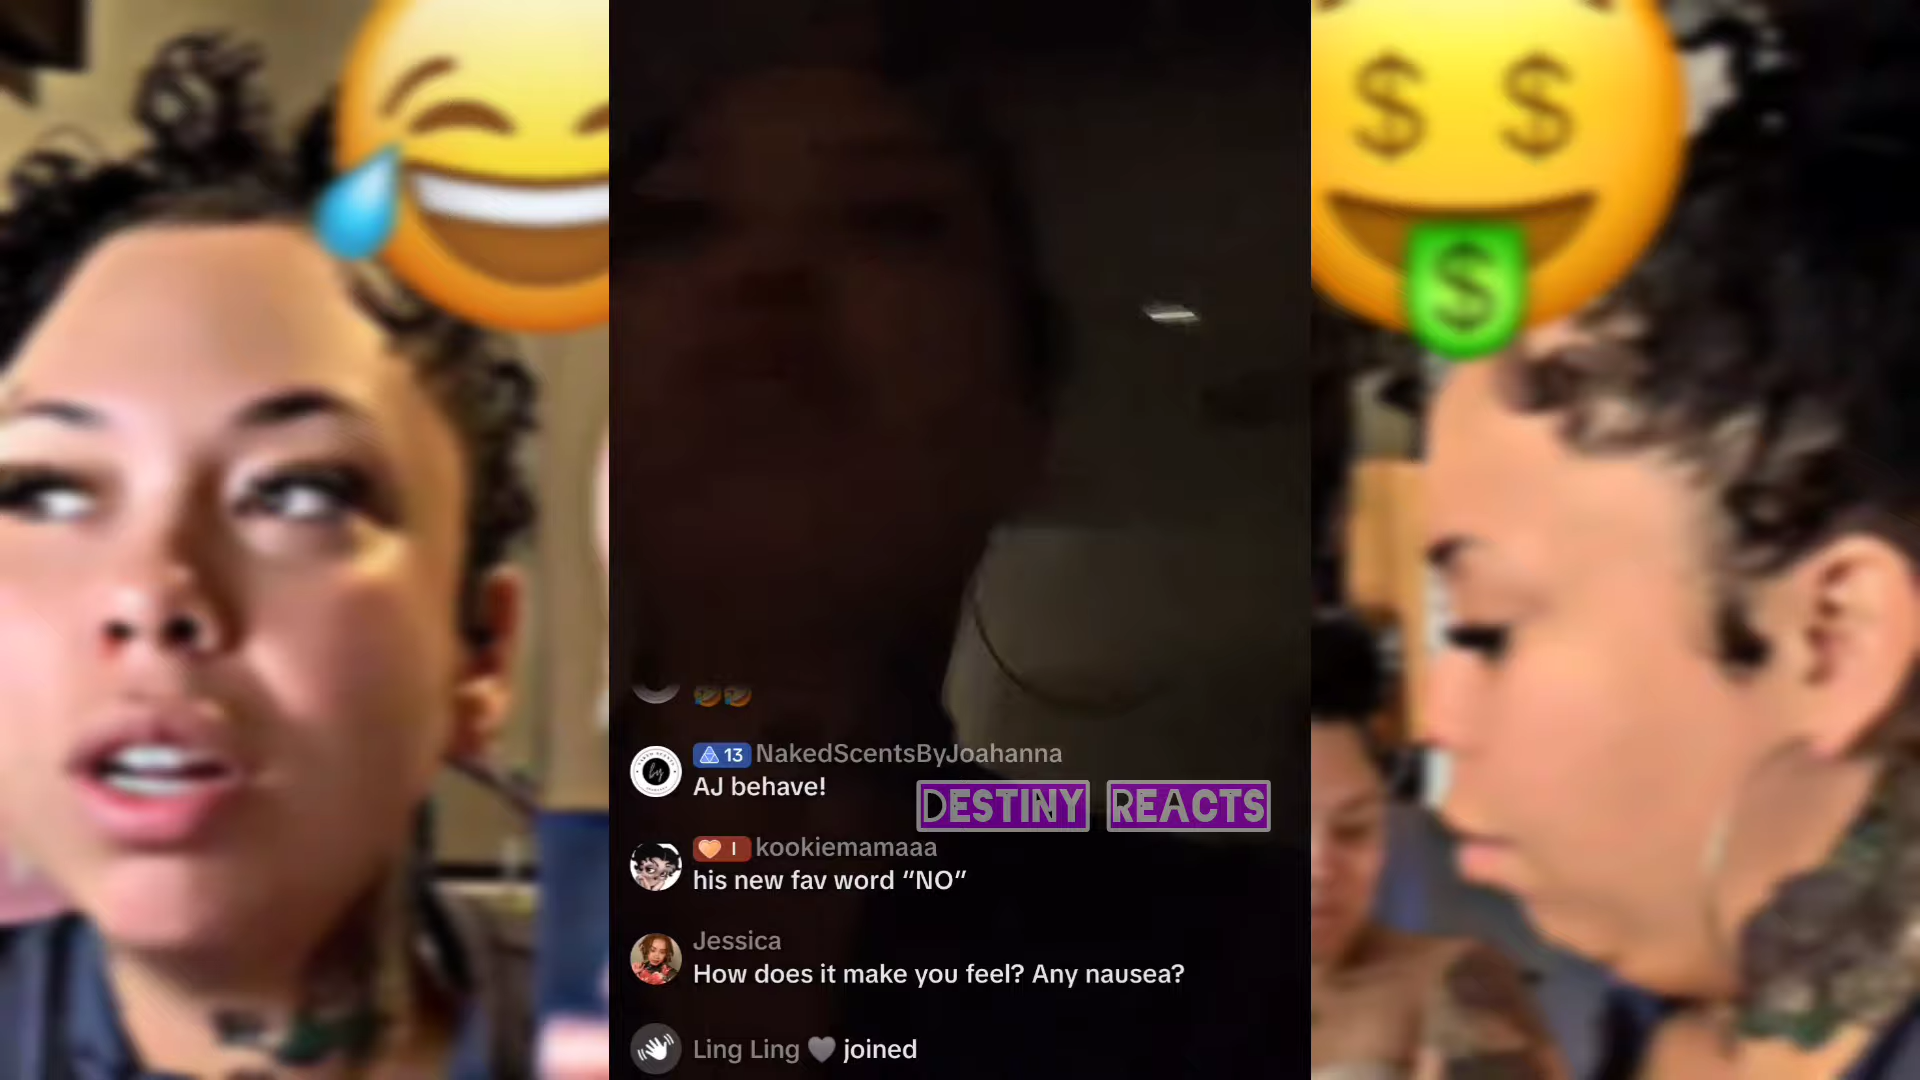 13 NakedScentsByJoahanna
AJ behave!
DESTINY REACTS
I kookiemamaaa
his new fav word “NO”
Jessica
How does it make you feel? Any nausea?
Ling Ling 🖤 joined